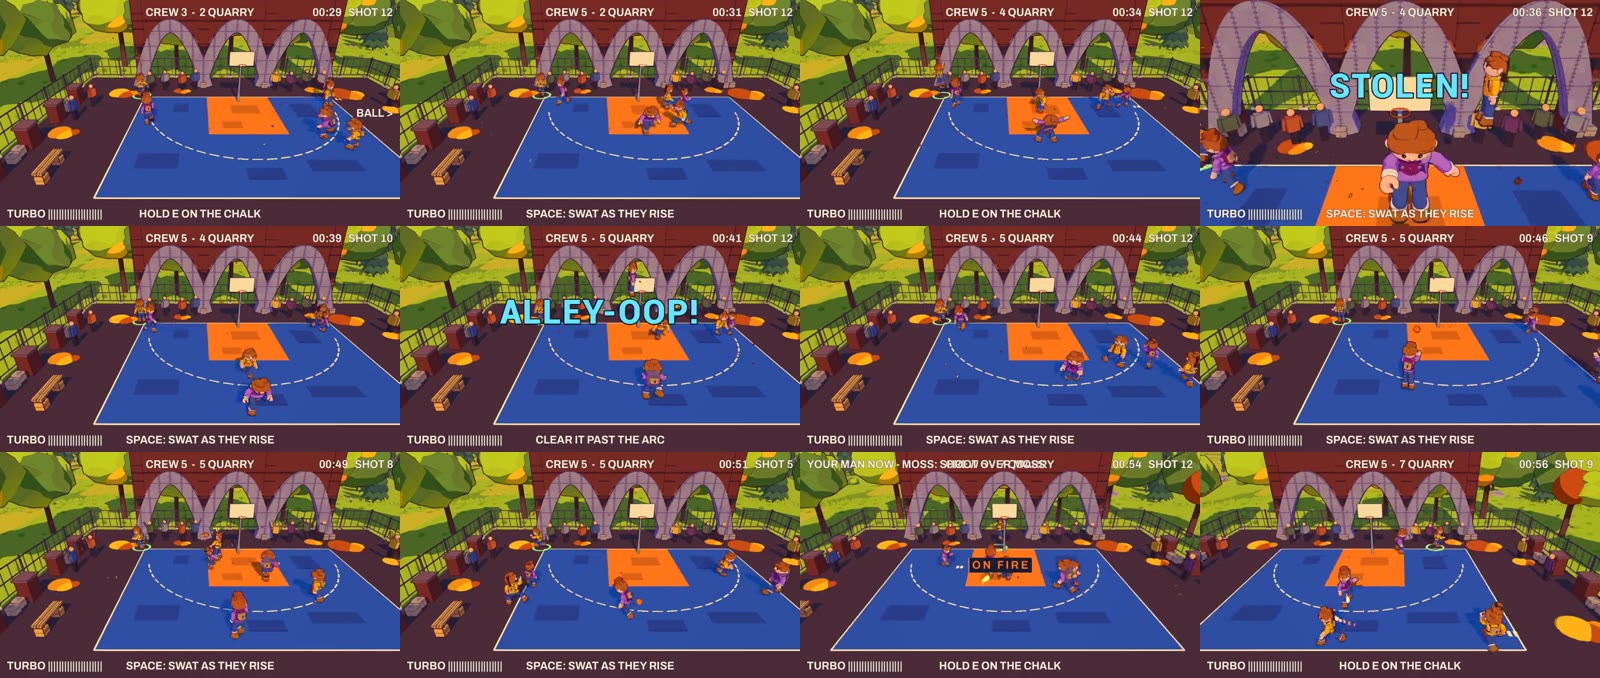 CREW 3 - 2 QUARRY 00:29 SHOT 12
BALL >
TURBO |||||||||||||||||||| HOLD E ON THE CHALK
CREW 5 - 2 QUARRY 00:31 SHOT 12
TURBO |||||||||||||||||||| SPACE: SWAT AS THEY RISE
CREW 5 - 4 QUARRY 00:34 SHOT 12
TURBO |||||||||||||||||||| HOLD E ON THE CHALK
CREW 5 - 4 QUARRY 00:36 SHOT 12
STOLEN!
TURBO |||||||||||||||||||| SPACE: SWAT AS THEY RISE
CREW 5 - 4 QUARRY 00:39 SHOT 10
TURBO |||||||||||||||||||| SPACE: SWAT AS THEY RISE
CREW 5 - 5 QUARRY 00:41 SHOT 12
ALLEY-OOP!
TURBO |||||||||||||||||||| CLEAR IT PAST THE ARC
CREW 5 - 5 QUARRY 00:44 SHOT 12
TURBO |||||||||||||||||||| SPACE: SWAT AS THEY RISE
CREW 5 - 5 QUARRY 00:46 SHOT 9
TURBO |||||||||||||||||||| SPACE: SWAT AS THEY RISE
CREW 5 - 5 QUARRY 00:49 SHOT 8
TURBO |||||||||||||||||||| SPACE: SWAT AS THEY RISE
CREW 5 - 5 QUARRY 00:51 SHOT 5
TURBO |||||||||||||||||||| SPACE: SWAT AS THEY RISE
YOUR MAN NOW - MOSS: 00:54 SHOT 12
ON FIRE
TURBO |||||||||||||||||||| HOLD E ON THE CHALK
CREW 5 - 7 QUARRY 00:56 SHOT 9
TURBO |||||||||||||||||||| HOLD E ON THE CHALK